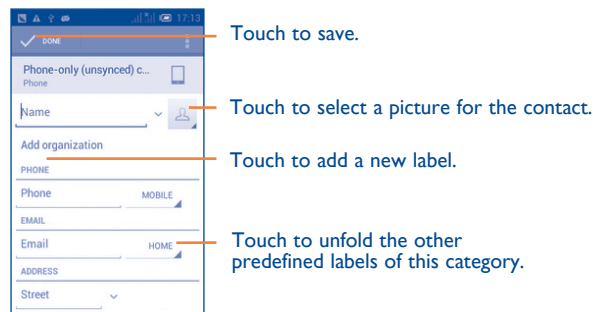 17:13
DONE
Touch to save.
Phone-only (unsynced) c...
Phone
Name
Touch to select a picture for the contact.
Add organization
Touch to add a new label.
PHONE
Phone MOBILE
EMAIL
Email HOME
Touch to unfold the other
predefined labels of this category.
ADDRESS
Street